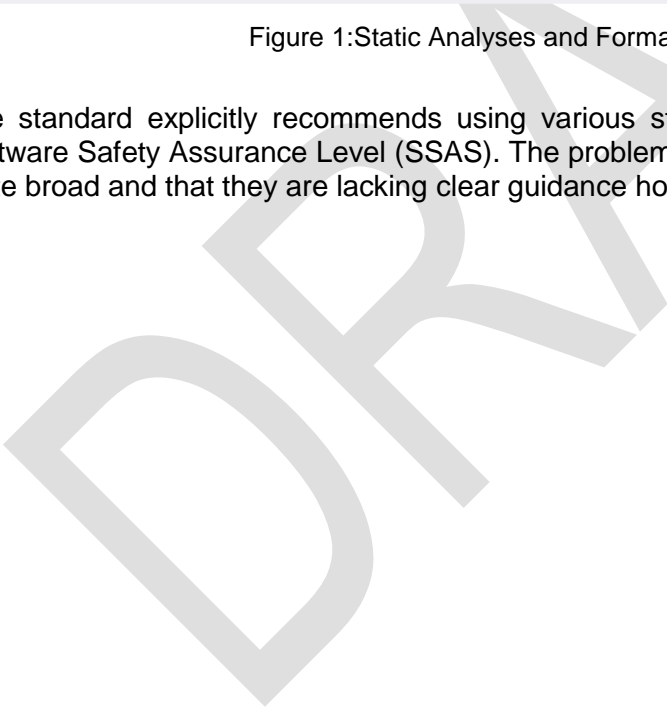 Figure 1:Static Analyses and Forma
e standard explicitly recommends using various st
tware Safety Assurance Level (SSAS). The problem
te broad and that they are lacking clear guidance ho
DRA